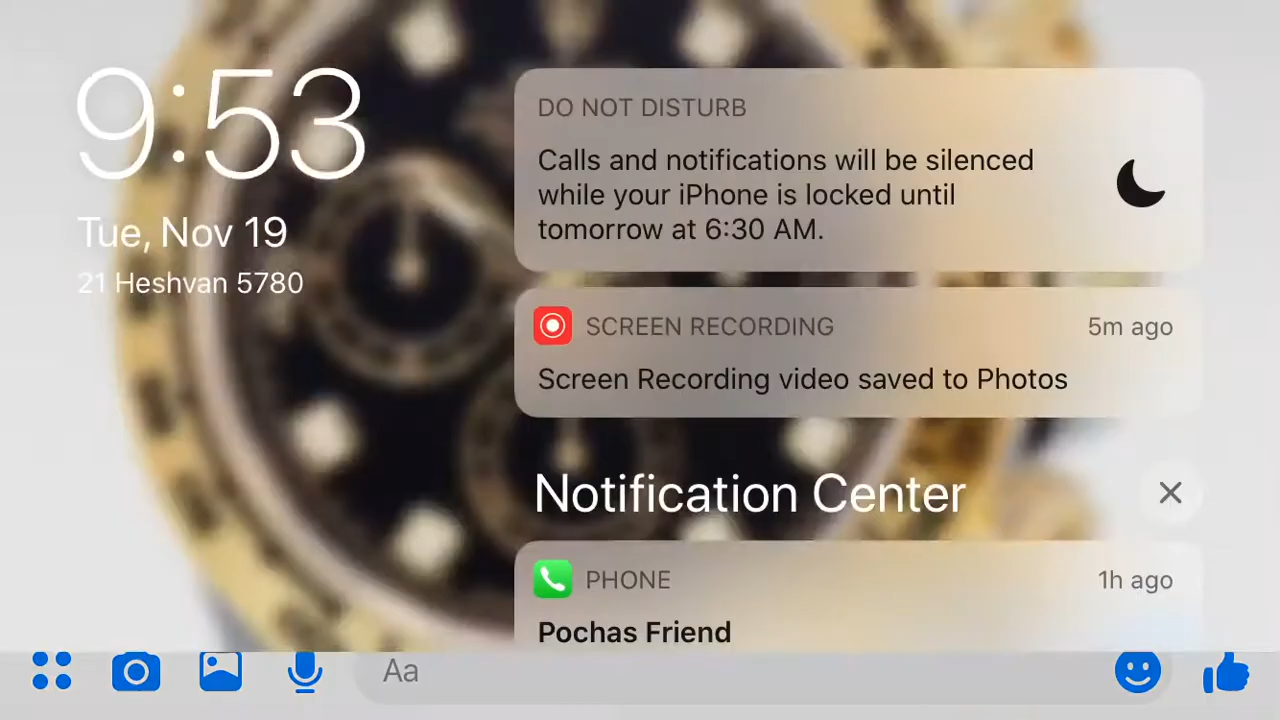 9:53
Tue, Nov 19
21 Heshvan 5780
DO NOT DISTURB
Calls and notifications will be silenced
while your iPhone is locked until
tomorrow at 6:30 AM.
SCREEN RECORDING
5m ago
Screen Recording video saved to Photos
Notification Center
PHONE
1h ago
Pochas Friend
Aa